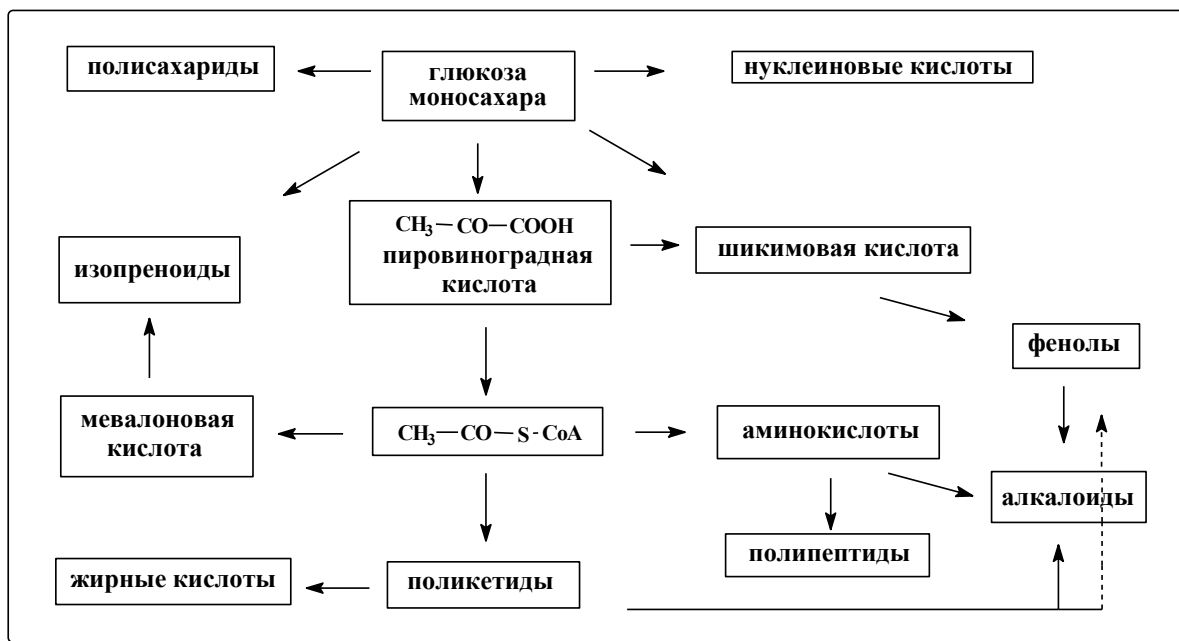 полисахариды
глюкоза
моносахара
нуклеиновые кислоты
CH3—CO—COOH
пировиноградная
кислота
шикимовая кислота
изопреноиды
фенолы
мевалоновая
кислота
CH3—CO—S-CoA
аминокислоты
алкалоиды
полипептиды
жирные кислоты
поликетиды